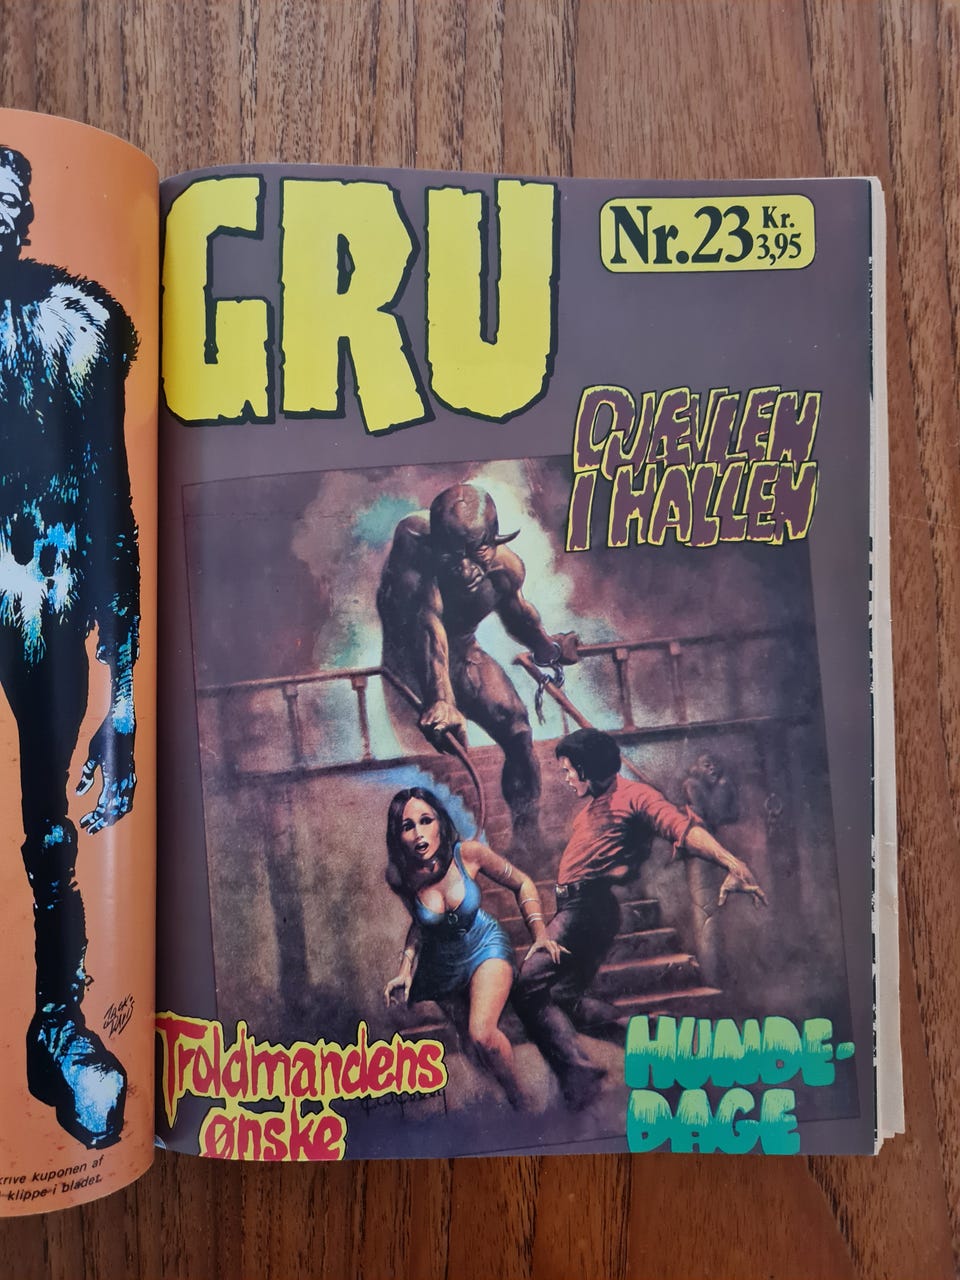 GRU
Nr.23 Kr.
3,95
DJÆVLEN
I HALLEN
Troldmandens
ønske
HUNDE-
DAGE
krive kuponen af
klippe i bladet.